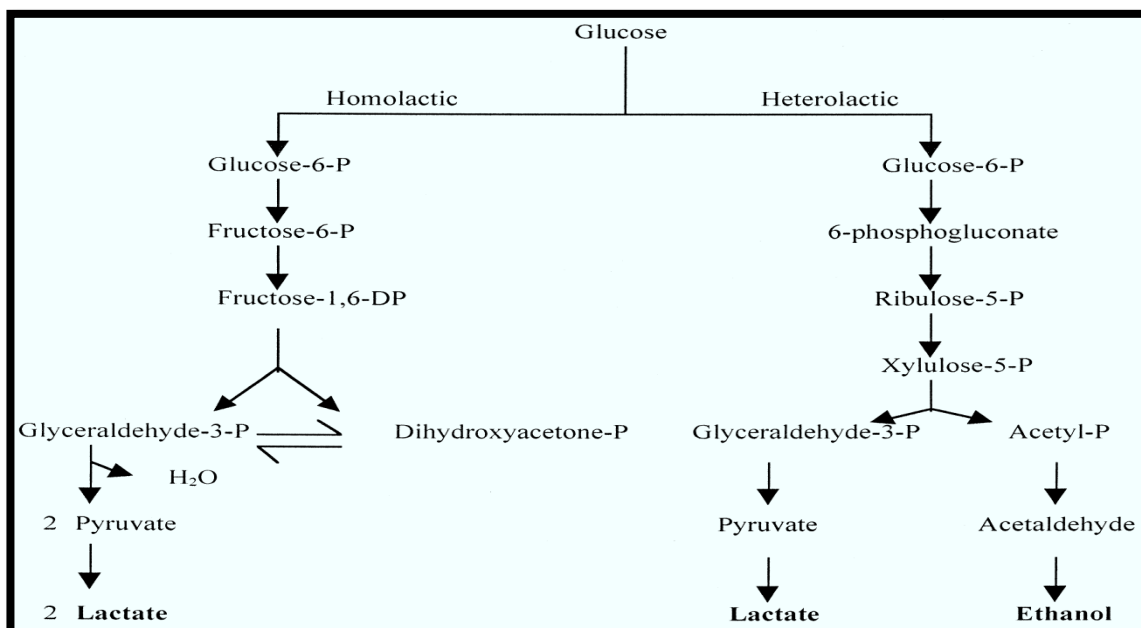 Glucose
Homolactic Heterolactic
Glucose-6-P Glucose-6-P
Fructose-6-P 6-phosphogluconate
Fructose-1,6-DP Ribulose-5-P
Xylulose-5-P
Glyceraldehyde-3-P Dihydroxyacetone-P Glyceraldehyde-3-P Acetyl-P
H₂O
2 Pyruvate Pyruvate Acetaldehyde
2 Lactate Lactate Ethanol